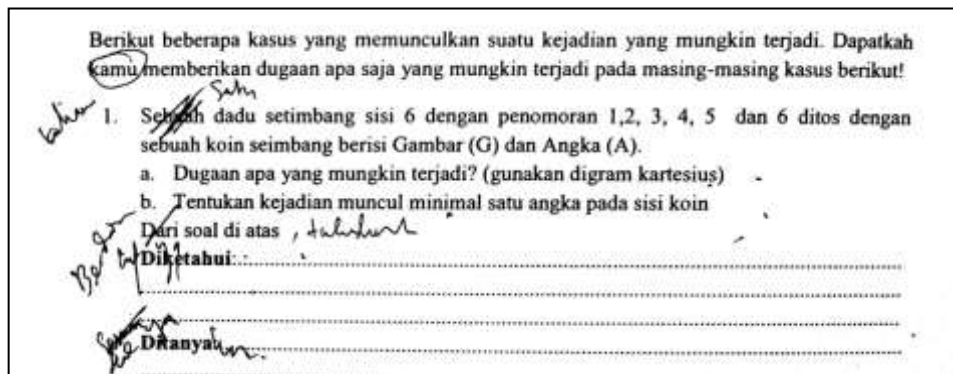 Berikut beberapa kasus yang memunculkan suatu kejadian yang mungkin terjadi. Dapatkah
kamu memberikan dugaan apa saja yang mungkin terjadi pada masing-masing kasus berikut!
Satu
1. Sebuah dadu setimbang sisi 6 dengan penomoran 1,2, 3, 4, 5 dan 6 ditos dengan
sebuah koin seimbang berisi Gambar (G) dan Angka (A).
a. Dugaan apa yang mungkin terjadi? (gunakan digram kartesius)
b. Tentukan kejadian muncul minimal satu angka pada sisi koin
Dari soal di atas
Diketahui:
Ditanya